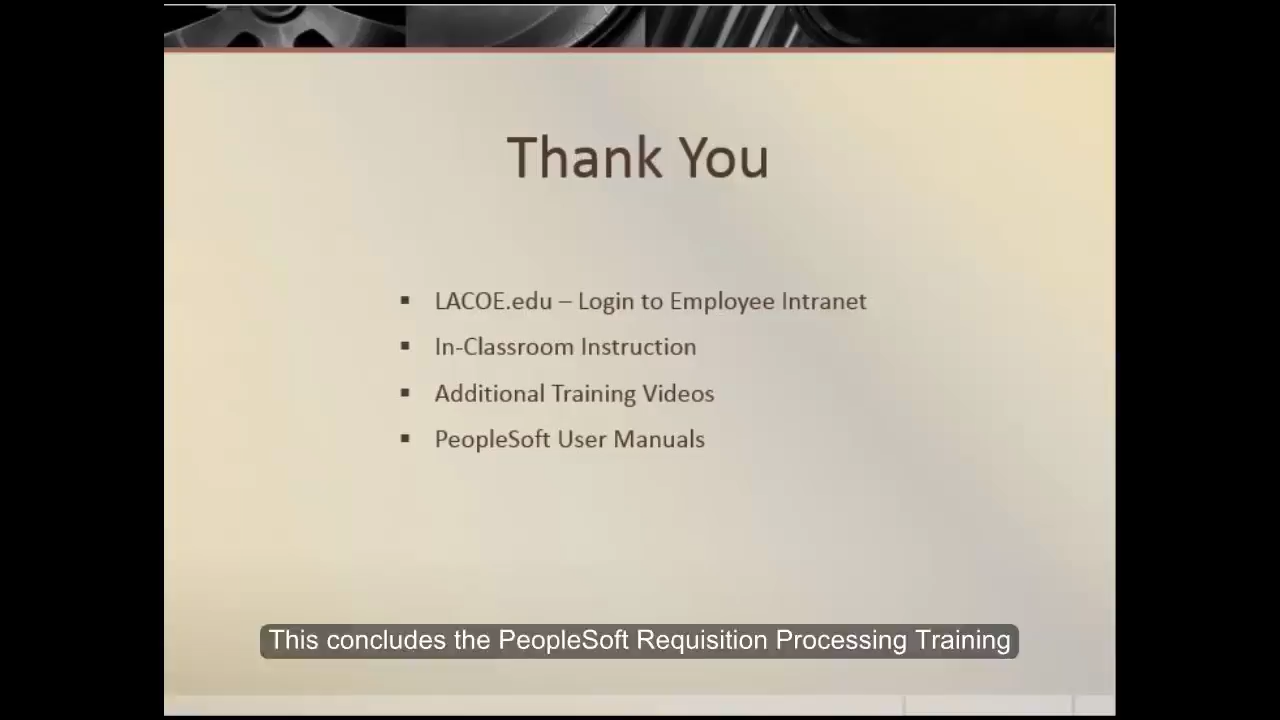 Thank You
▪ LACOE.edu – Login to Employee Intranet
▪ In-Classroom Instruction
▪ Additional Training Videos
▪ PeopleSoft User Manuals
This concludes the PeopleSoft Requisition Processing Training